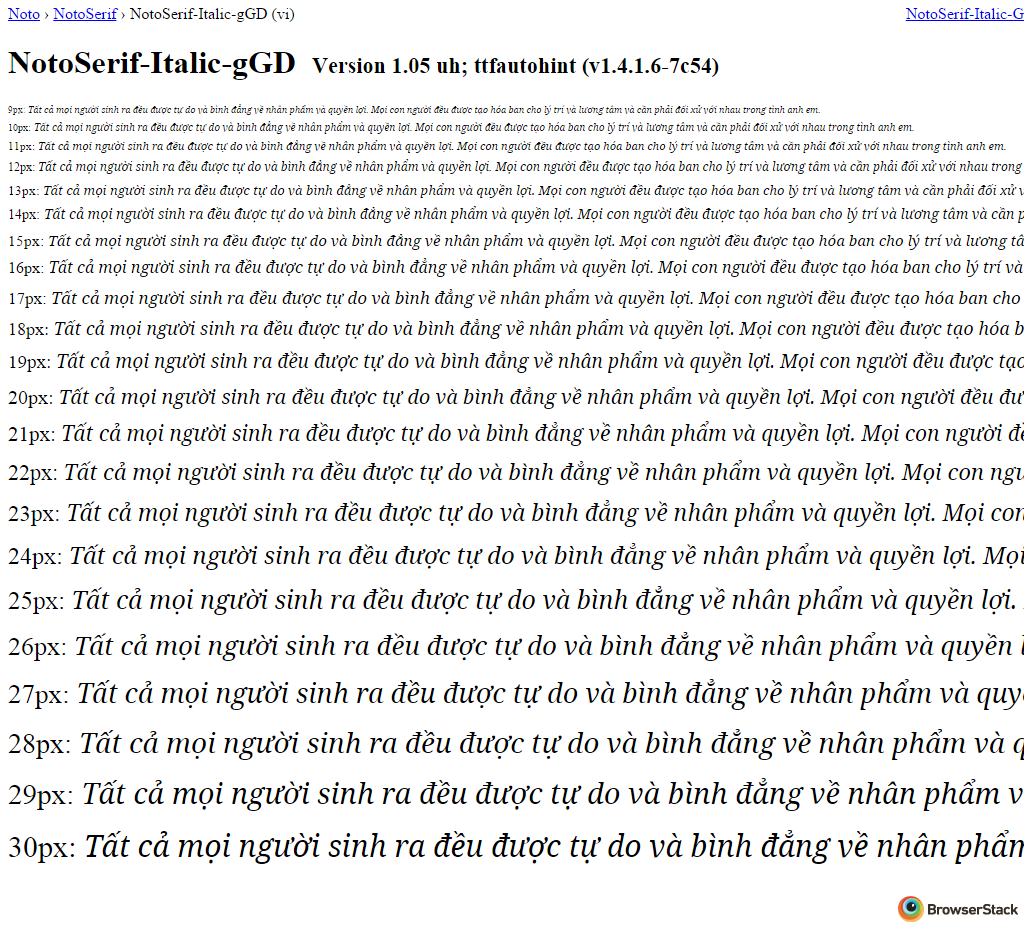 Noto › NotoSerif › NotoSerif-Italic-gGD (vi) NotoSerif-Italic-G
NotoSerif-Italic-gGD Version 1.05 uh; ttfautohint (v1.4.1.6-7c54)
9px: Tất cả mọi người sinh ra đều được tự do và bình đẳng về nhân phẩm và quyền lợi. Mọi con người đều được tạo hóa ban cho lý trí và lương tâm và cần phải đối xử với nhau trong tình anh em.
10px: Tất cả mọi người sinh ra đều được tự do và bình đẳng về nhân phẩm và quyền lợi. Mọi con người đều được tạo hóa ban cho lý trí và lương tâm và cần phải đối xử với nhau trong tình anh em.
11px: Tất cả mọi người sinh ra đều được tự do và bình đẳng về nhân phẩm và quyền lợi. Mọi con người đều được tạo hóa ban cho lý trí và lương tâm và cần phải đối xử với nhau trong tình anh em.
12px: Tất cả mọi người sinh ra đều được tự do và bình đẳng về nhân phẩm và quyền lợi. Mọi con người đều được tạo hóa ban cho lý trí và lương tâm và cần phải đối xử với nhau trong
13px: Tất cả mọi người sinh ra đều được tự do và bình đẳng về nhân phẩm và quyền lợi. Mọi con người đều được tạo hóa ban cho lý trí và lương tâm và cần phải đối xử v
14px: Tất cả mọi người sinh ra đều được tự do và bình đẳng về nhân phẩm và quyền lợi. Mọi con người đều được tạo hóa ban cho lý trí và lương tâm và cần p
15px: Tất cả mọi người sinh ra đều được tự do và bình đẳng về nhân phẩm và quyền lợi. Mọi con người đều được tạo hóa ban cho lý trí và lương tâ
16px: Tất cả mọi người sinh ra đều được tự do và bình đẳng về nhân phẩm và quyền lợi. Mọi con người đều được tạo hóa ban cho lý trí và
17px: Tất cả mọi người sinh ra đều được tự do và bình đẳng về nhân phẩm và quyền lợi. Mọi con người đều được tạo hóa ban cho
18px: Tất cả mọi người sinh ra đều được tự do và bình đẳng về nhân phẩm và quyền lợi. Mọi con người đều được tạo hóa b
19px: Tất cả mọi người sinh ra đều được tự do và bình đẳng về nhân phẩm và quyền lợi. Mọi con người đều được tạo
20px: Tất cả mọi người sinh ra đều được tự do và bình đẳng về nhân phẩm và quyền lợi. Mọi con người đều đư
21px: Tất cả mọi người sinh ra đều được tự do và bình đẳng về nhân phẩm và quyền lợi. Mọi con người đề
22px: Tất cả mọi người sinh ra đều được tự do và bình đẳng về nhân phẩm và quyền lợi. Mọi con ngư
23px: Tất cả mọi người sinh ra đều được tự do và bình đẳng về nhân phẩm và quyền lợi. Mọi con
24px: Tất cả mọi người sinh ra đều được tự do và bình đẳng về nhân phẩm và quyền lợi. Mọi
25px: Tất cả mọi người sinh ra đều được tự do và bình đẳng về nhân phẩm và quyền lợi.
26px: Tất cả mọi người sinh ra đều được tự do và bình đẳng về nhân phẩm và quyền l
27px: Tất cả mọi người sinh ra đều được tự do và bình đẳng về nhân phẩm và quy
28px: Tất cả mọi người sinh ra đều được tự do và bình đẳng về nhân phẩm và q
29px: Tất cả mọi người sinh ra đều được tự do và bình đẳng về nhân phẩm v
30px: Tất cả mọi người sinh ra đều được tự do và bình đẳng về nhân phẩm
BrowserStack